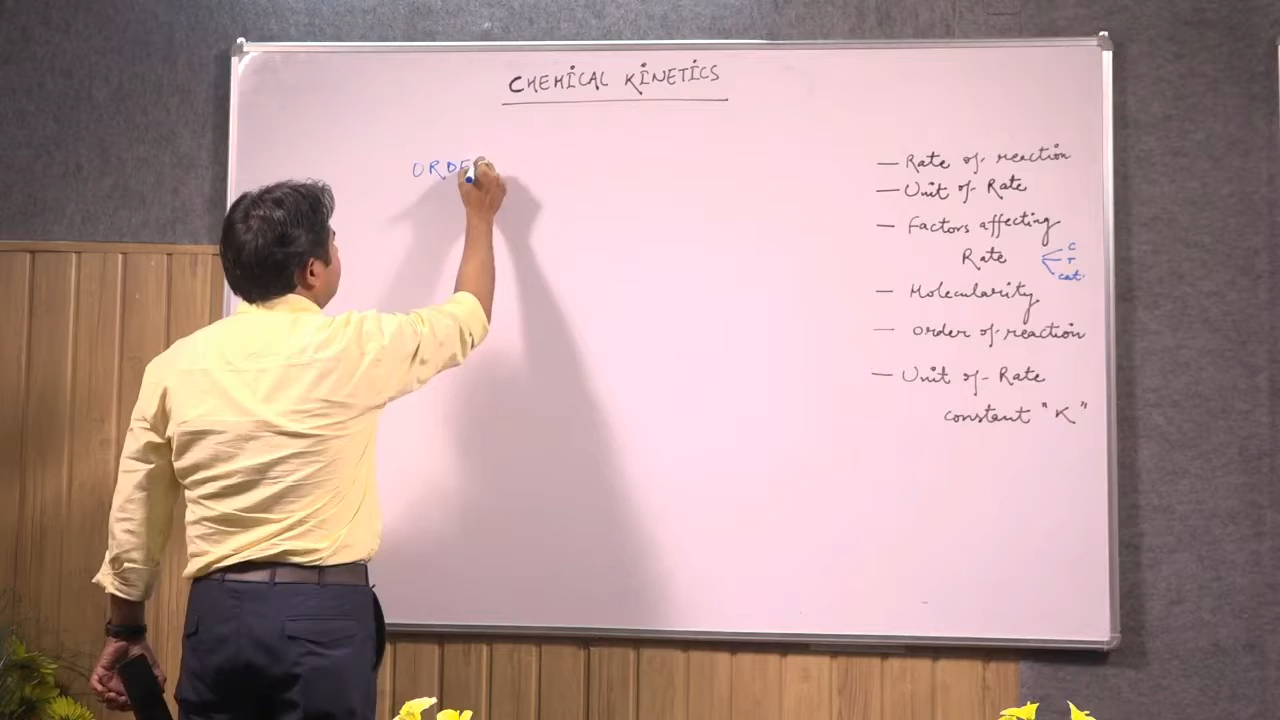 CHEMICAL KINETICS
ORDE
— Rate of reaction
— Unit of Rate
— Factors affecting
Rate
C
T
cat.
— Molecularity
— order of reaction
— Unit of Rate
constant "K"